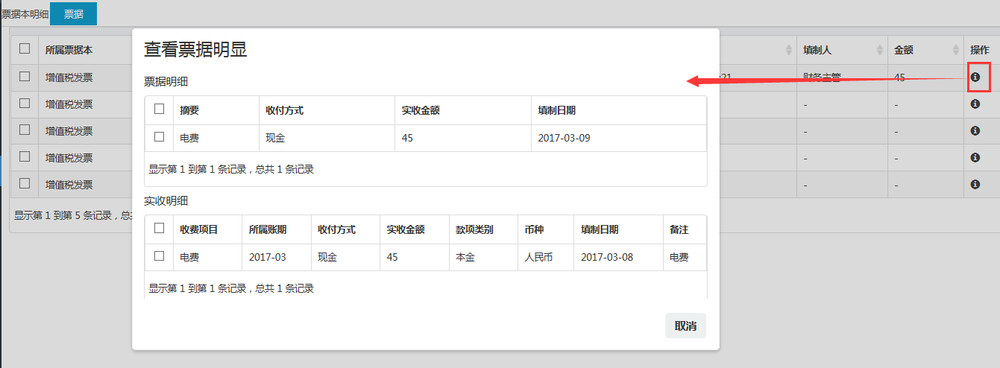 票据本明细 票据
查看票据明显
所属票据本 填制人 金额 操作
票据明细
增值税发票 21 财务主管 45
摘要 收付方式 实收金额 填制日期
增值税发票 - -
电费 现金 45 2017-03-09
增值税发票 - -
增值税发票 - -
显示第 1 到第 1 条记录，总共 1 条记录
增值税发票 - -
实收明细
显示第 1 到第 5 条记录，总
收费项目 所属账期 收付方式 实收金额 款项类别 币种 填制日期 备注
电费 2017-03 现金 45 本金 人民币 2017-03-08 电费
显示第 1 到第 1 条记录，总共 1 条记录
取消